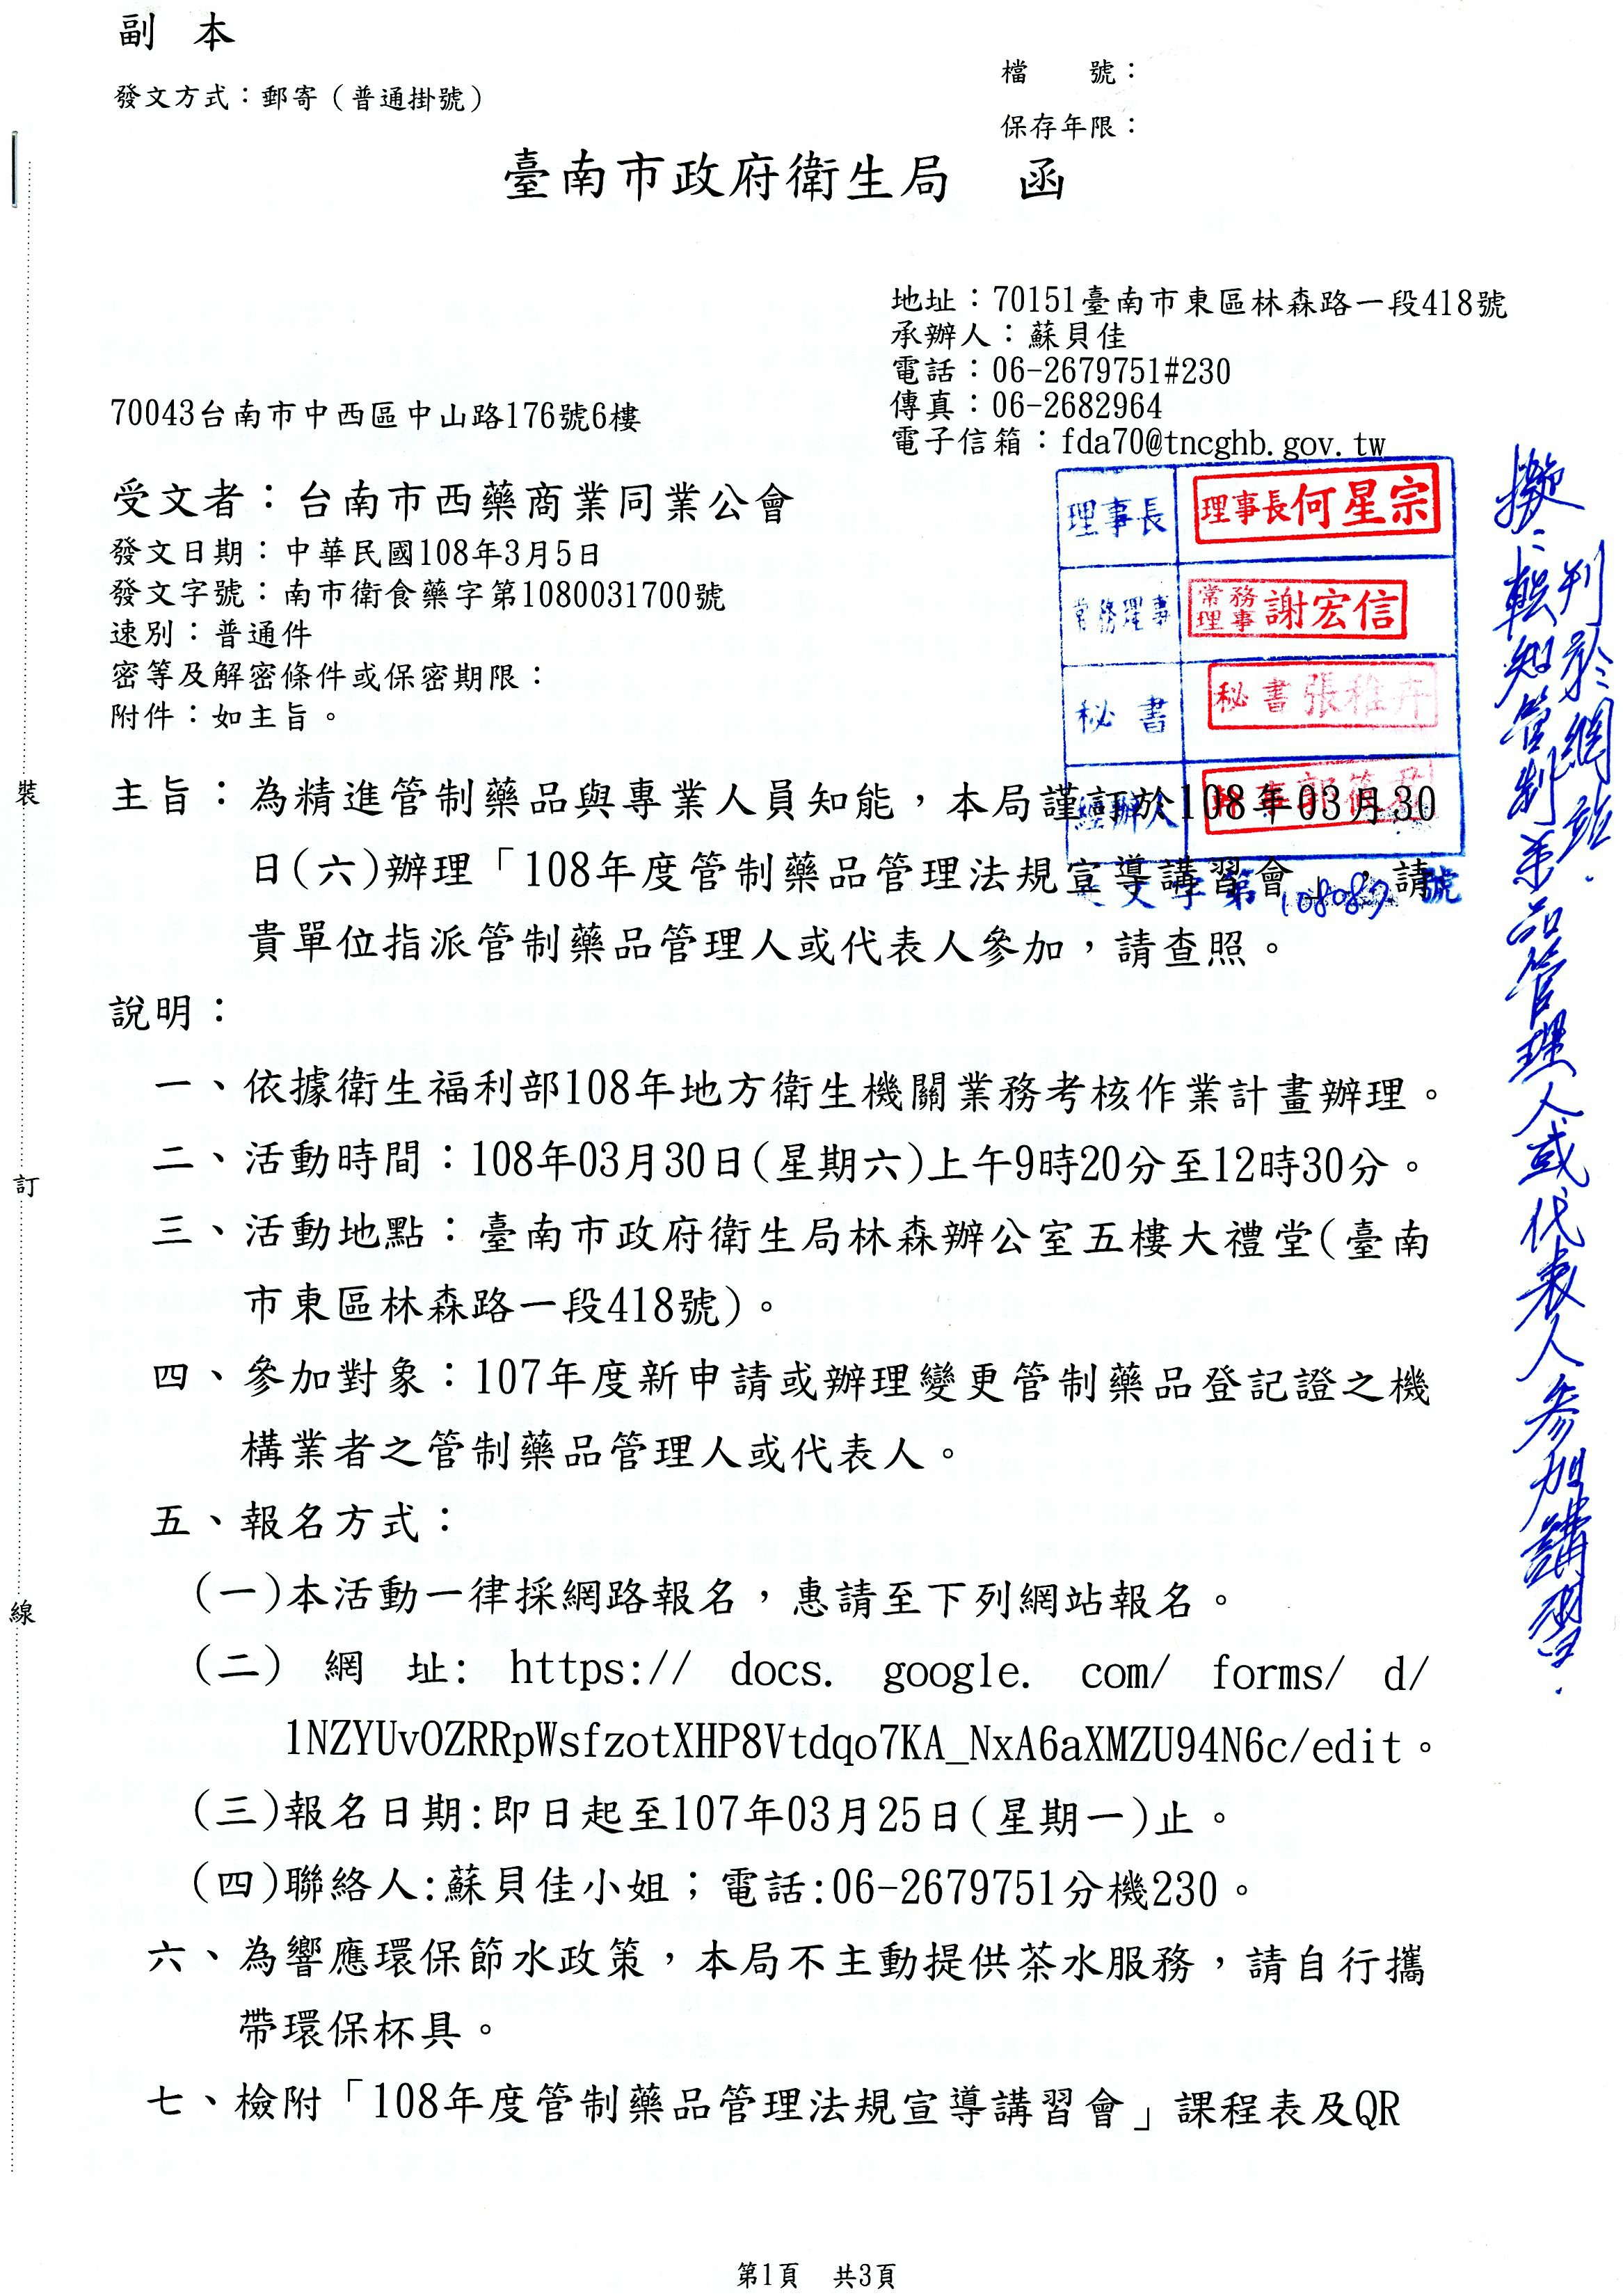 副 本
發文方式：郵寄（普通掛號）
檔 號：
保存年限：
臺南市政府衛生局 函
地址：70151臺南市東區林森路一段418號
承辦人：蘇貝佳
電話：06-2679751#230
傳真：06-2682964
電子信箱：fda70@tncghb.gov.tw
70043台南市中西區中山路176號6樓
受文者：台南市西藥商業同業公會
發文日期：中華民國108年3月5日
發文字號：南市衛食藥字第1080031700號
速別：普通件
密等及解密條件或保密期限：
附件：如主旨。
理事長 理事長何星宗
常務理事 常務理事謝宏信
秘書 秘書張稚卉
經辦人 幹事郭筱君
文字第108089號
主旨：為精進管制藥品與專業人員知能，本局謹訂於108年03月30
日(六)辦理「108年度管制藥品管理法規宣導講習會」，請
貴單位指派管制藥品管理人或代表人參加，請查照。
說明：
一、依據衛生福利部108年地方衛生機關業務考核作業計畫辦理。
二、活動時間：108年03月30日(星期六)上午9時20分至12時30分。
三、活動地點：臺南市政府衛生局林森辦公室五樓大禮堂(臺南
市東區林森路一段418號)。
四、參加對象：107年度新申請或辦理變更管制藥品登記證之機
構業者之管制藥品管理人或代表人。
五、報名方式：
(一)本活動一律採網路報名，惠請至下列網站報名。
(二) 網 址: https:// docs. google. com/ forms/ d/
1NZYUvOZRRpWsfzotXHP8Vtdqo7KA_NxA6aXMZU94N6c/edit。
(三)報名日期:即日起至107年03月25日(星期一)止。
(四)聯絡人:蘇貝佳小姐；電話:06-2679751分機230。
六、為響應環保節水政策，本局不主動提供茶水服務，請自行攜
帶環保杯具。
七、檢附「108年度管制藥品管理法規宣導講習會」課程表及QR
擬：轉知管制藥品管理人或代表人參加講習.
刊於網站.
裝
訂
線
第1頁 共3頁